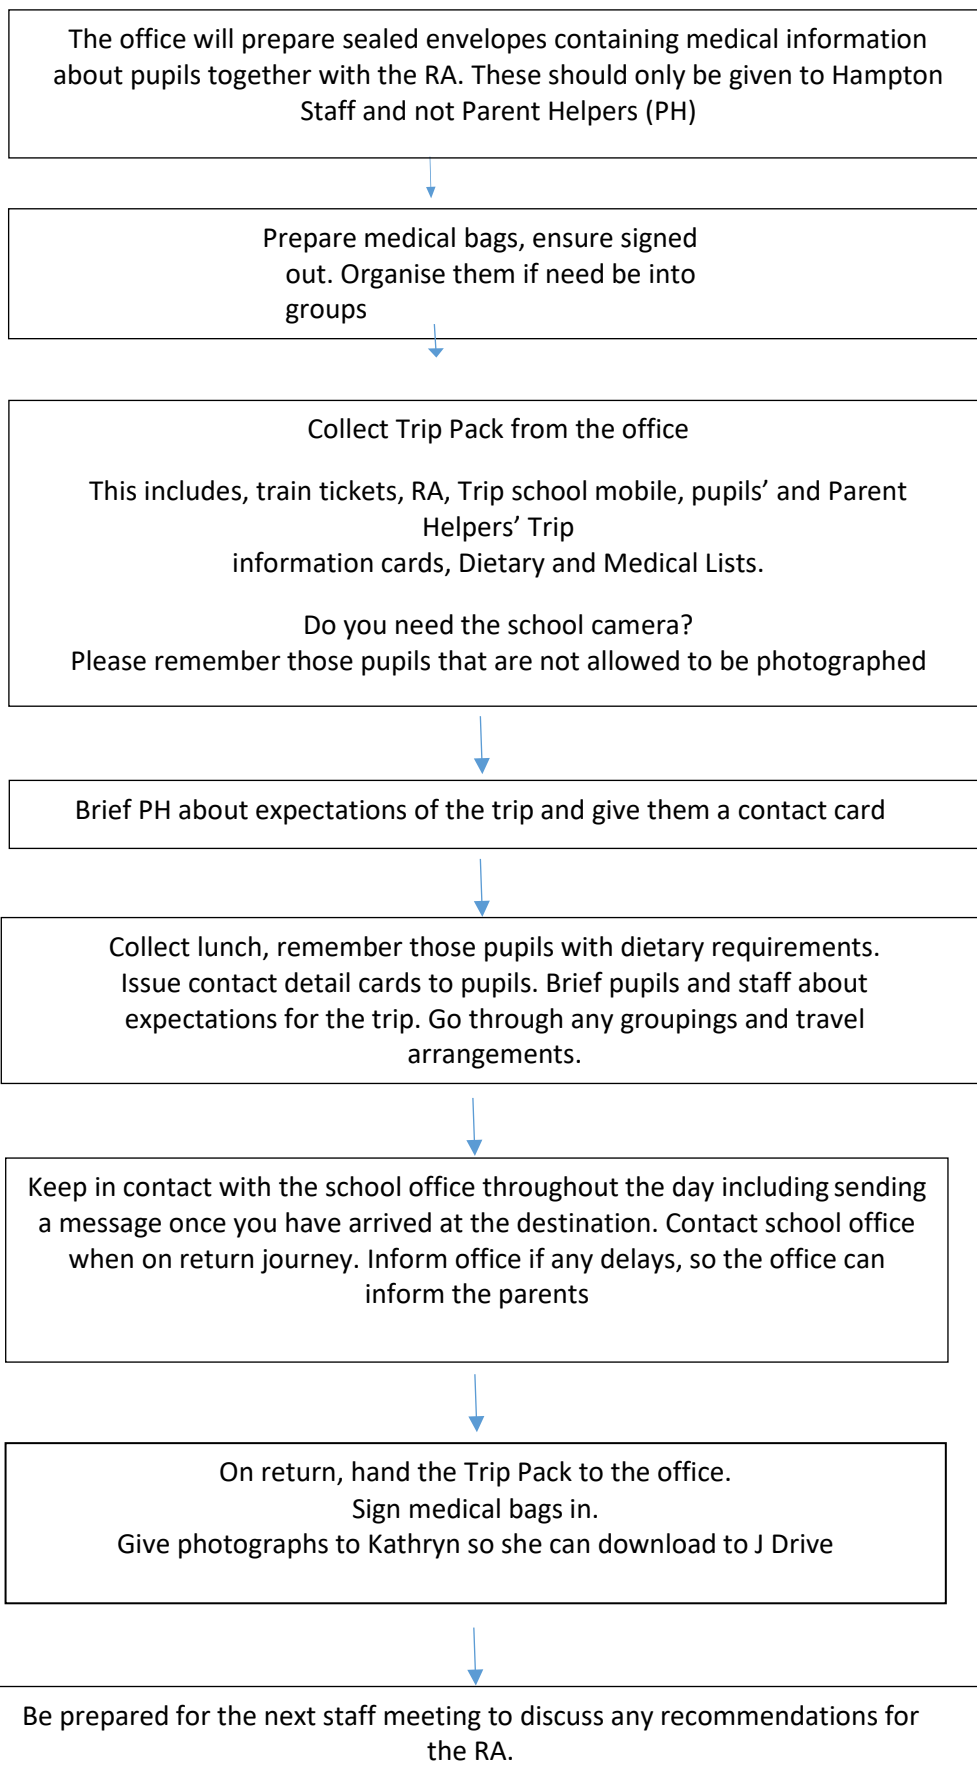 The office will prepare sealed envelopes containing medical information
about pupils together with the RA. These should only be given to Hampton
Staff and not Parent Helpers (PH)
Prepare medical bags, ensure signed
out. Organise them if need be into
groups
Collect Trip Pack from the office
This includes, train tickets, RA, Trip school mobile, pupils’ and Parent
Helpers’ Trip
information cards, Dietary and Medical Lists.
Do you need the school camera?
Please remember those pupils that are not allowed to be photographed
Brief PH about expectations of the trip and give them a contact card
Collect lunch, remember those pupils with dietary requirements.
Issue contact detail cards to pupils. Brief pupils and staff about
expectations for the trip. Go through any groupings and travel
arrangements.
Keep in contact with the school office throughout the day including sending
a message once you have arrived at the destination. Contact school office
when on return journey. Inform office if any delays, so the office can
inform the parents
On return, hand the Trip Pack to the office.
Sign medical bags in.
Give photographs to Kathryn so she can download to J Drive
Be prepared for the next staff meeting to discuss any recommendations for
the RA.